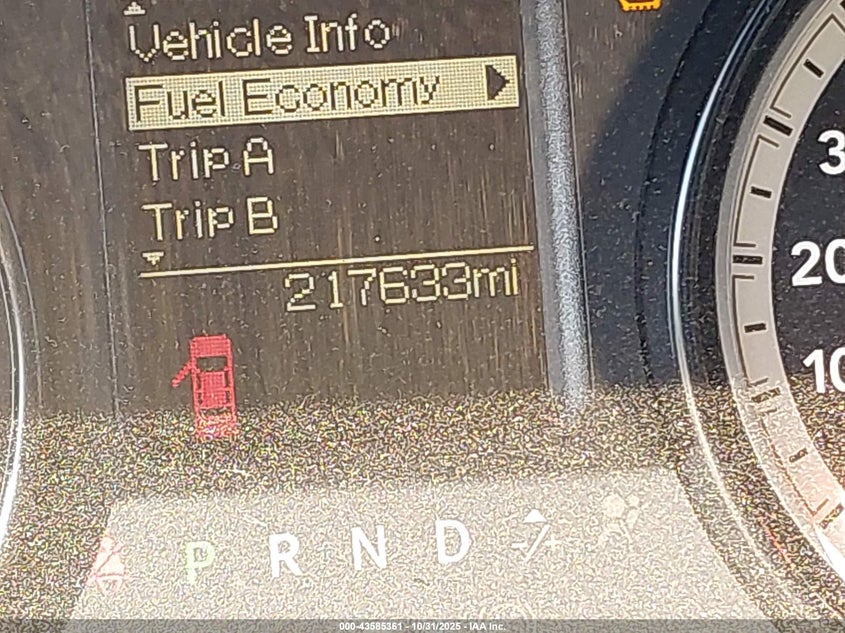 Vehicle Info
Fuel Economy
Trip A
Trip B
217633mi
30
20
10
P R N D +
000-43585361 - 10/31/2025 - IAA Inc.